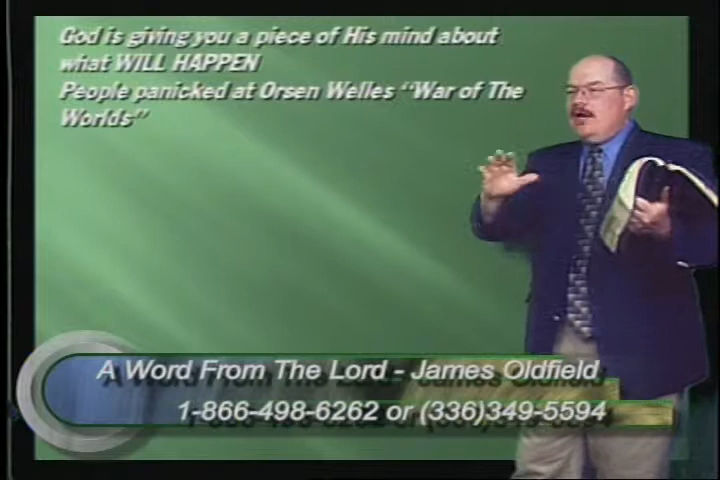 God is giving you a piece of His mind about
what WILL HAPPEN
People panicked at Orsen Welles "War of The
Worlds"
A Word From The Lord - James Oldfield
1-866-498-6262 or (336)349-5594